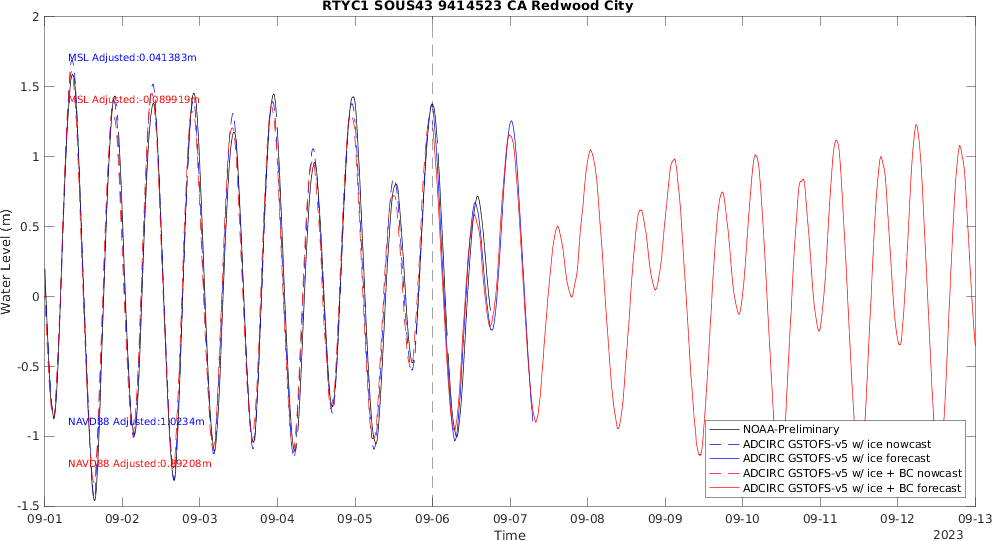 RTYC1 SOUS43 9414523 CA Redwood City
2
1.5
1
0.5
0
-0.5
-1
-1.5
Water Level (m)
MSL Adjusted:0.041383m
MSL Adjusted:-0.089919m
NAVD88 Adjusted:1.0234m
NAVD88 Adjusted:0.89208m
NOAA-Preliminary
ADCIRC GSTOFS-v5 w/ ice nowcast
ADCIRC GSTOFS-v5 w/ ice forecast
ADCIRC GSTOFS-v5 w/ ice + BC nowcast
ADCIRC GSTOFS-v5 w/ ice + BC forecast
09-01 09-02 09-03 09-04 09-05 09-06 09-07 09-08 09-09 09-10 09-11 09-12 09-13
Time
2023